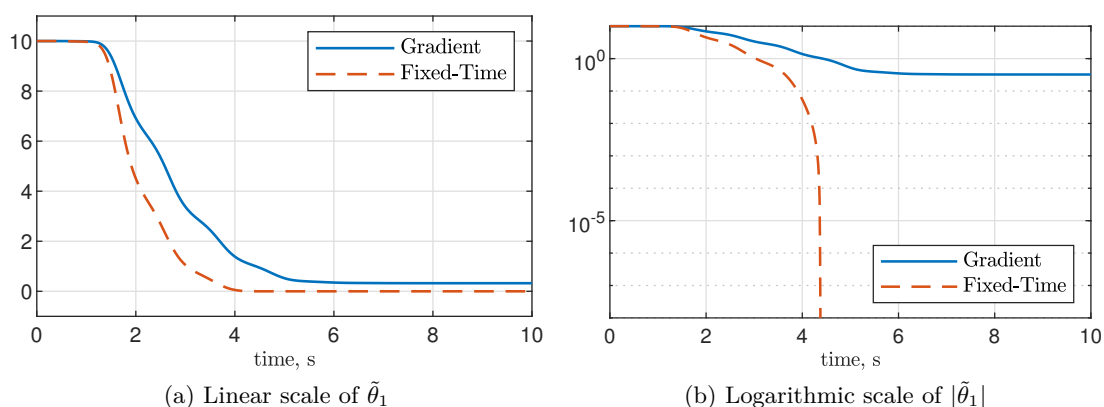 10
8
6
4
2
0
0 2 4 6 8 10
time, s
Gradient
Fixed-Time
(a) Linear scale of θ̃₁
10⁰
10⁻⁵
0 2 4 6 8 10
time, s
Gradient
Fixed-Time
(b) Logarithmic scale of |θ̃₁|